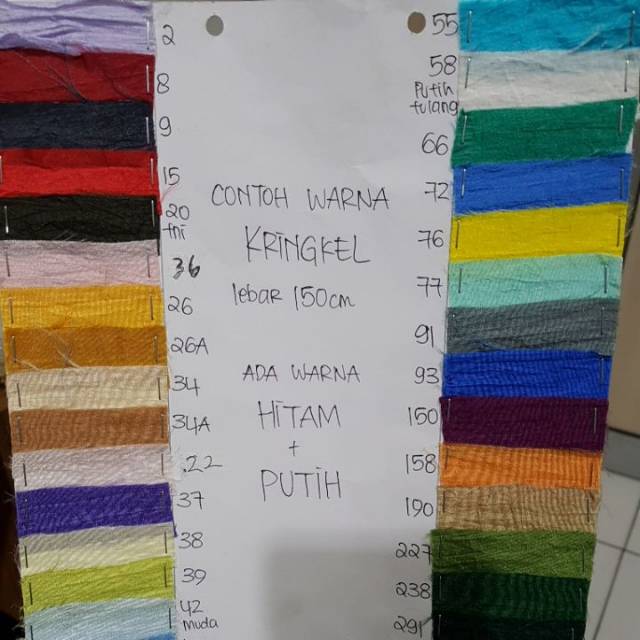 2
8
9
15
20
tni
36
26
26A
34
34A
22
37
38
39
42
Muda
CONTOH WARNA
KRINGKEL
lebar 150cm
ADA WARNA
HITAM
+
PUTIH
55
58
Putih
tulang
66
72
76
77
91
93
150
158
190
227
238
291